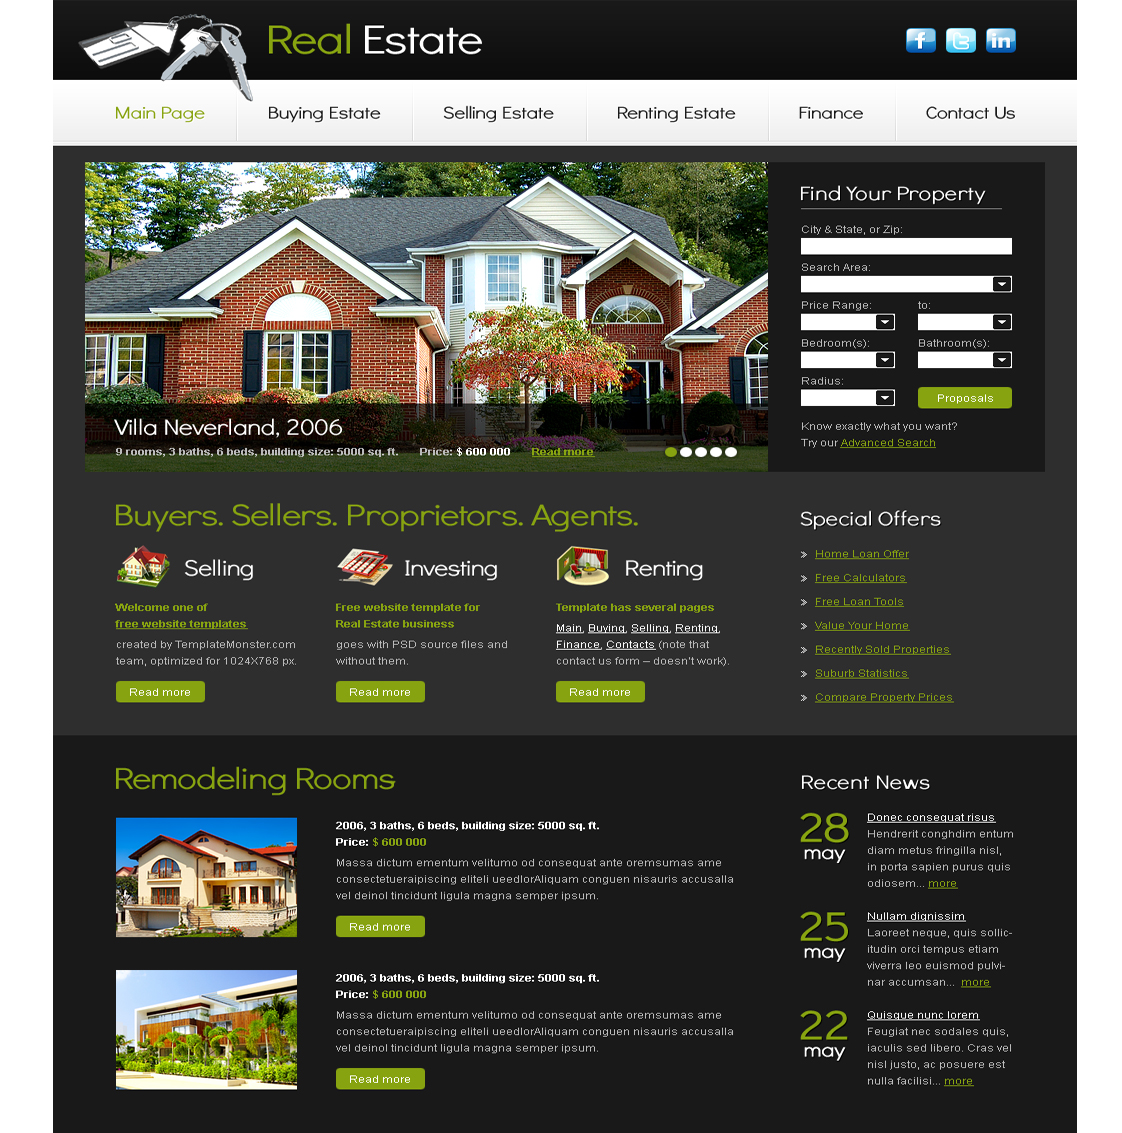 Real Estate
Main Page
Buying Estate
Selling Estate
Renting Estate
Finance
Contact Us
Villa Neverland, 2006
9 rooms, 3 baths, 6 beds, building size: 5000 sq. ft. Price: $ 600 000 Read more
Find Your Property
City & State, or Zip:
Search Area:
Price Range: to:
Bedroom(s): Bathroom(s):
Radius:
Proposals
Know exactly what you want?
Try our Advanced Search
Buyers. Sellers. Proprietors. Agents.
Selling
Welcome one of
free website templates
created by TemplateMonster.com
team, optimized for 1024X768 px.
Read more
Investing
Free website template for
Real Estate business
goes with PSD source files and
without them.
Read more
Renting
Template has several pages
Main, Buying, Selling, Renting,
Finance, Contacts (note that
contact us form – doesn't work).
Read more
Special Offers
Home Loan Offer
Free Calculators
Free Loan Tools
Value Your Home
Recently Sold Properties
Suburb Statistics
Compare Property Prices
Remodeling Rooms
2006, 3 baths, 6 beds, building size: 5000 sq. ft.
Price: $ 600 000
Massa dictum ementum velitumo od consequat ante oremsumas ame
consectetueraipiscing eliteli ueedlorAliquam conguen nisauris accusalla
vel deinol tincidunt ligula magna semper ipsum.
Read more
2006, 3 baths, 6 beds, building size: 5000 sq. ft.
Price: $ 600 000
Massa dictum ementum velitumo od consequat ante oremsumas ame
consectetueraipiscing eliteli ueedlorAliquam conguen nisauris accusalla
vel deinol tincidunt ligula magna semper ipsum.
Read more
Recent News
28
may
Donec consequat risus
Hendrerit conghdim entum
diam metus fringilla nisl,
in porta sapien purus quis
odiosem... more
25
may
Nullam dignissim
Laoreet neque, quis sollic-
itudin orci tempus etiam
viverra leo euismod pulvi-
nar accumsan... more
22
may
Quisque nunc lorem
Feugiat nec sodales quis,
iaculis sed libero. Cras vel
nisl justo, ac posuere est
nulla facilisi... more